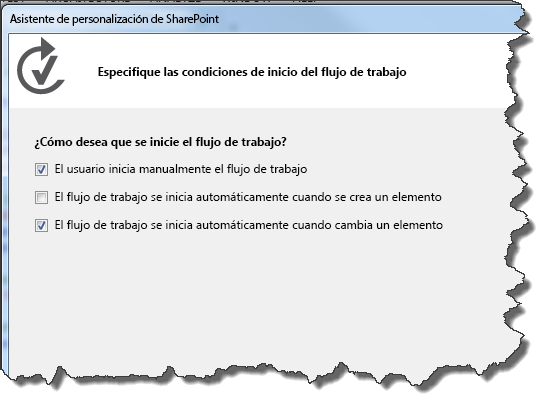 Asistente de personalización de SharePoint
Especifique las condiciones de inicio del flujo de trabajo
¿Cómo desea que se inicie el flujo de trabajo?
El usuario inicia manualmente el flujo de trabajo
El flujo de trabajo se inicia automáticamente cuando se crea un elemento
El flujo de trabajo se inicia automáticamente cuando cambia un elemento